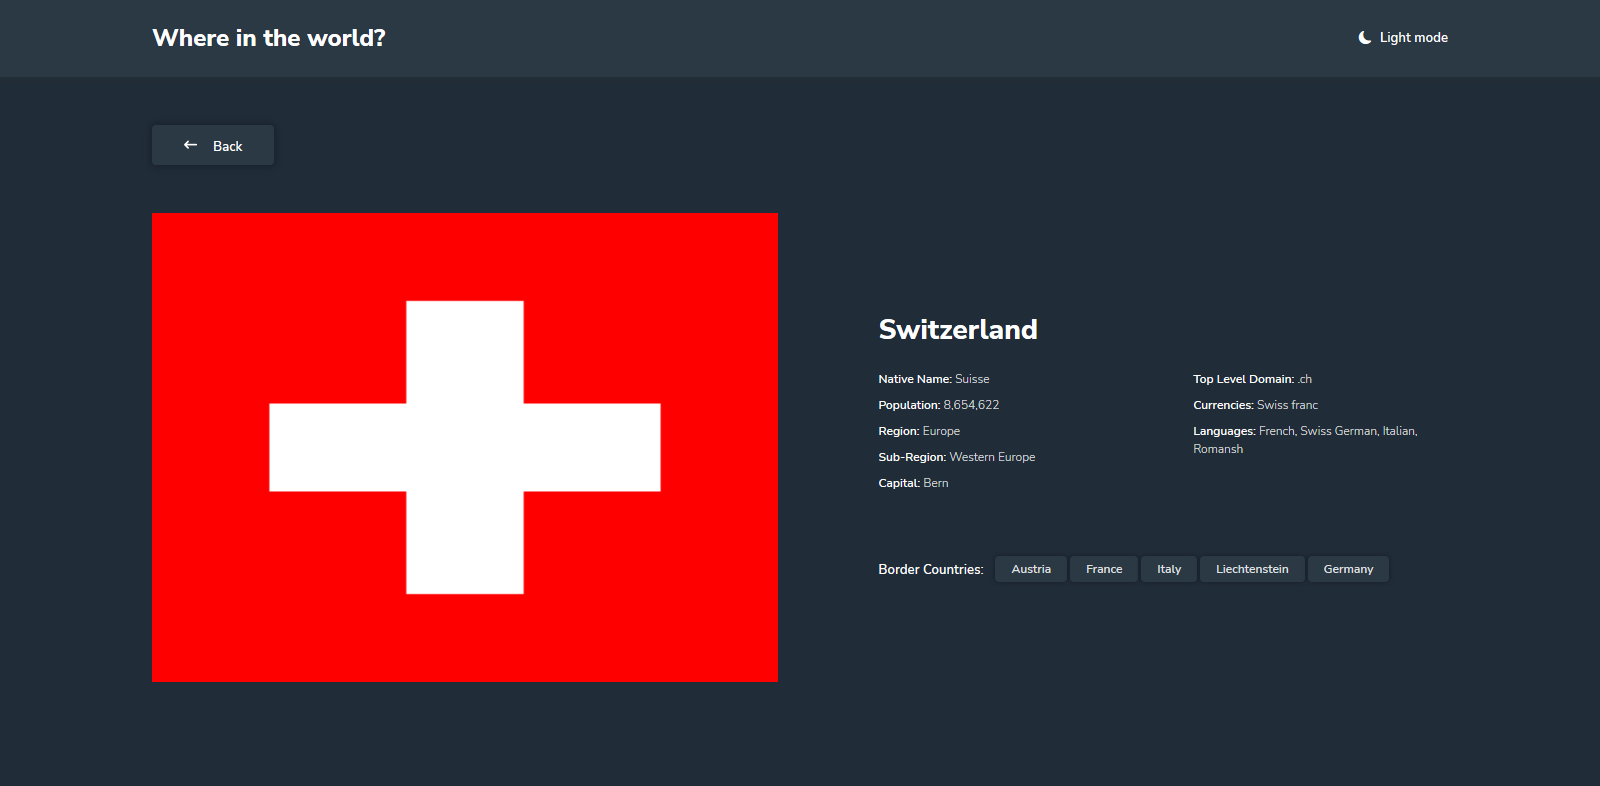 Where in the world?
Light mode
Back
Switzerland
Native Name: Suisse
Population: 8,654,622
Region: Europe
Sub-Region: Western Europe
Capital: Bern
Top Level Domain: .ch
Currencies: Swiss franc
Languages: French, Swiss German, Italian,
Romansh
Border Countries: Austria France Italy Liechtenstein Germany